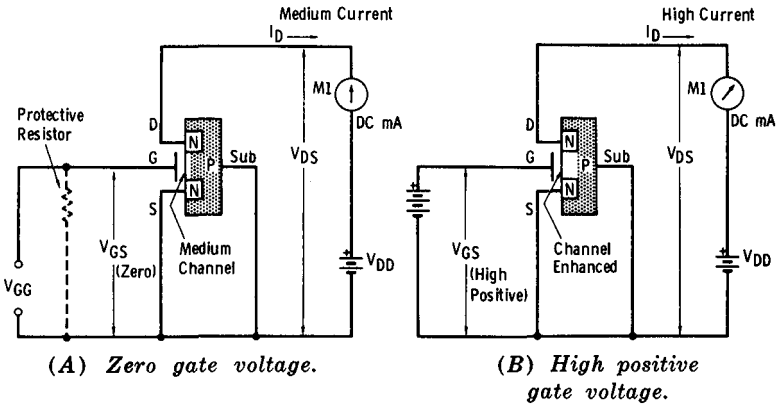 Medium Current
I_D
M1
DC mA
Protective
Resistor
D
N
G
P
Sub
N
S
V_DS
V_GS
(Zero)
Medium
Channel
V_GG
+
V_DD
(A) Zero gate voltage.
High Current
I_D
M1
DC mA
D
N
G
P
Sub
N
S
V_DS
+
V_GS
(High
Positive)
Channel
Enhanced
+
V_DD
(B) High positive
gate voltage.